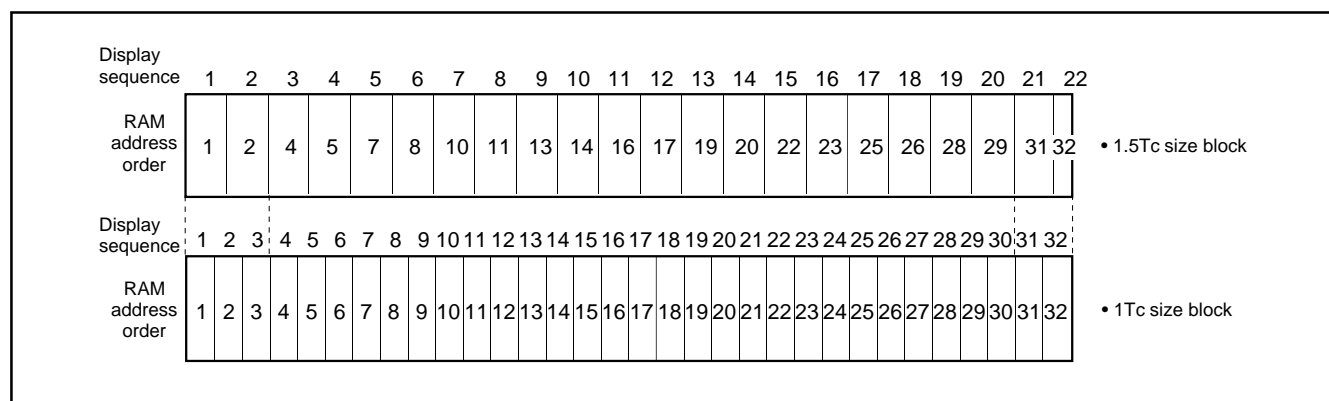 Display
sequence 1 2 3 4 5 6 7 8 9 10 11 12 13 14 15 16 17 18 19 20 21 22
RAM
address
order
1 2 4 5 7 8 10 11 13 14 16 17 19 20 22 23 25 26 28 29 31 32 • 1.5Tc size block
Display
sequence 1 2 3 4 5 6 7 8 9 10 11 12 13 14 15 16 17 18 19 20 21 22 23 24 25 26 27 28 29 30 31 32
RAM
address
order
1 2 3 4 5 6 7 8 9 10 11 12 13 14 15 16 17 18 19 20 21 22 23 24 25 26 27 28 29 30 31 32 • 1Tc size block